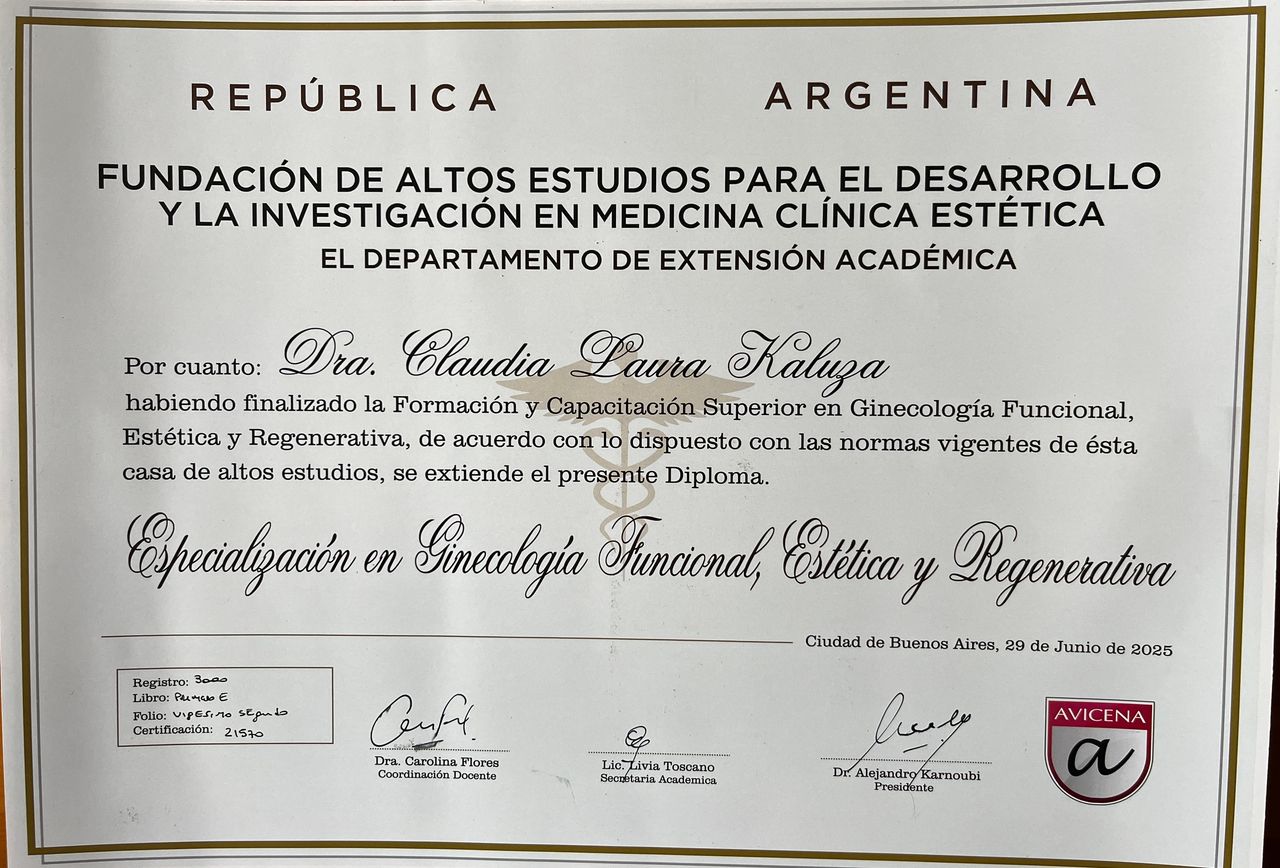 REPÚBLICA ARGENTINA
FUNDACIÓN DE ALTOS ESTUDIOS PARA EL DESARROLLO
Y LA INVESTIGACIÓN EN MEDICINA CLÍNICA ESTÉTICA
EL DEPARTAMENTO DE EXTENSIÓN ACADÉMICA
Por cuanto: Dra. Claudia Laura Kaluza
habiendo finalizado la Formación y Capacitación Superior en Ginecología Funcional,
Estética y Regenerativa, de acuerdo con lo dispuesto con las normas vigentes de ésta
casa de altos estudios, se extiende el presente Diploma.
Especialización en Ginecología Funcional, Estética y Regenerativa
Ciudad de Buenos Aires, 29 de Junio de 2025
Registro: 3000
Libro: E
Folio: Segundo
Certificación: 21570
Dra. Carolina Flores
Coordinación Docente
Lic. Livia Toscano
Secretaria Academica
Dr. Alejandro Karnoubi
Presidente
AVICENA
a